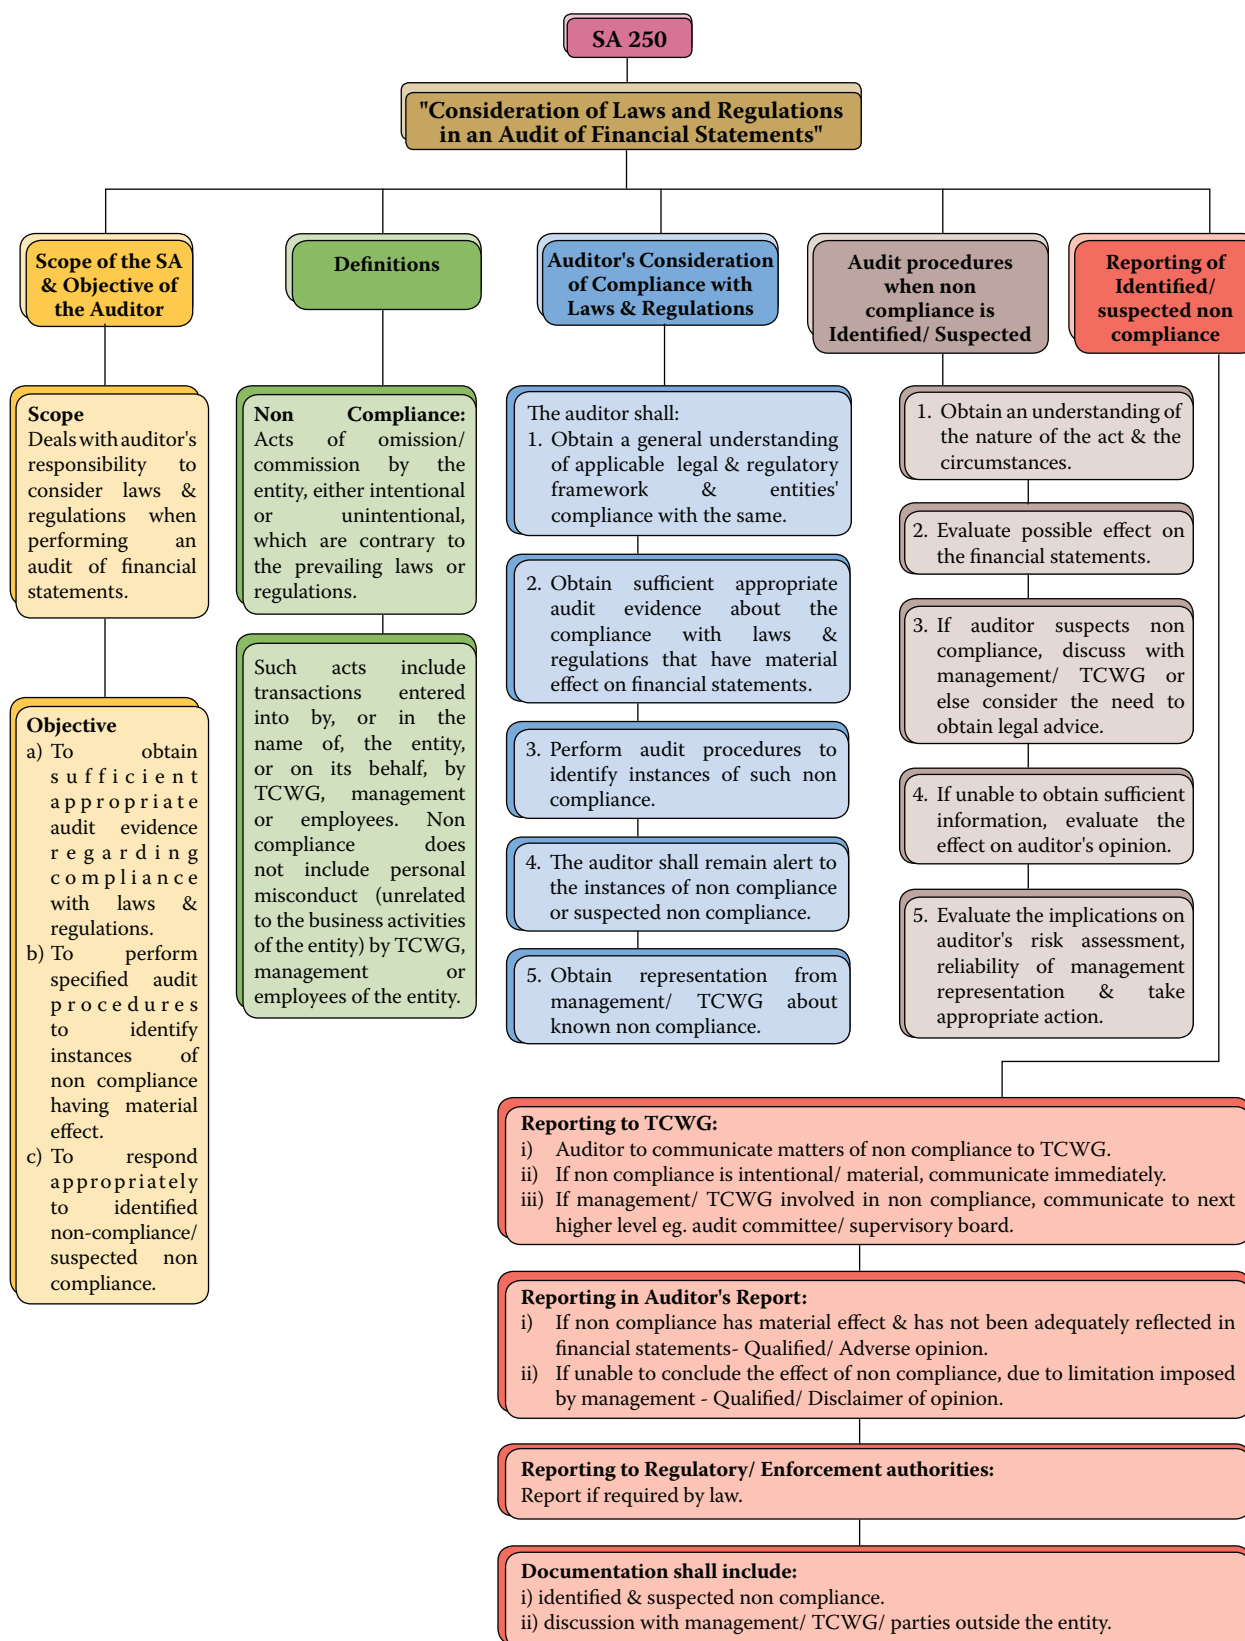 SA 250
"Consideration of Laws and Regulations
in an Audit of Financial Statements"
Scope of the SA
& Objective of
the Auditor
Scope
Deals with auditor's
responsibility to
consider laws &
regulations when
performing an
audit of financial
statements.
Objective
a) To obtain
sufficient
appropriate
audit evidence
regarding
compliance
with laws &
regulations.
b) To perform
specified audit
procedures
to identify
instances of
non compliance
having material
effect.
c) To respond
appropriately
to identified
non-compliance/
suspected non
compliance.
Definitions
Non Compliance:
Acts of omission/
commission by the
entity, either intentional
or unintentional,
which are contrary to
the prevailing laws or
regulations.
Such acts include
transactions entered
into by, or in the
name of, the entity,
or on its behalf, by
TCWG, management
or employees. Non
compliance does
not include personal
misconduct (unrelated
to the business activities
of the entity) by TCWG,
management or
employees of the entity.
Auditor's Consideration
of Compliance with
Laws & Regulations
The auditor shall:
1. Obtain a general understanding
of applicable legal & regulatory
framework & entities'
compliance with the same.
2. Obtain sufficient appropriate
audit evidence about the
compliance with laws &
regulations that have material
effect on financial statements.
3. Perform audit procedures to
identify instances of such non
compliance.
4. The auditor shall remain alert to
the instances of non compliance
or suspected non compliance.
5. Obtain representation from
management/ TCWG about
known non compliance.
Audit procedures
when non
compliance is
Identified/ Suspected
1. Obtain an understanding of
the nature of the act & the
circumstances.
2. Evaluate possible effect on
the financial statements.
3. If auditor suspects non
compliance, discuss with
management/ TCWG or
else consider the need to
obtain legal advice.
4. If unable to obtain sufficient
information, evaluate the
effect on auditor's opinion.
5. Evaluate the implications on
auditor's risk assessment,
reliability of management
representation & take
appropriate action.
Reporting of
Identified/
suspected non
compliance
Reporting to TCWG:
i) Auditor to communicate matters of non compliance to TCWG.
ii) If non compliance is intentional/ material, communicate immediately.
iii) If management/ TCWG involved in non compliance, communicate to next
higher level eg. audit committee/ supervisory board.
Reporting in Auditor's Report:
i) If non compliance has material effect & has not been adequately reflected in
financial statements- Qualified/ Adverse opinion.
ii) If unable to conclude the effect of non compliance, due to limitation imposed
by management - Qualified/ Disclaimer of opinion.
Reporting to Regulatory/ Enforcement authorities:
Report if required by law.
Documentation shall include:
i) identified & suspected non compliance.
ii) discussion with management/ TCWG/ parties outside the entity.